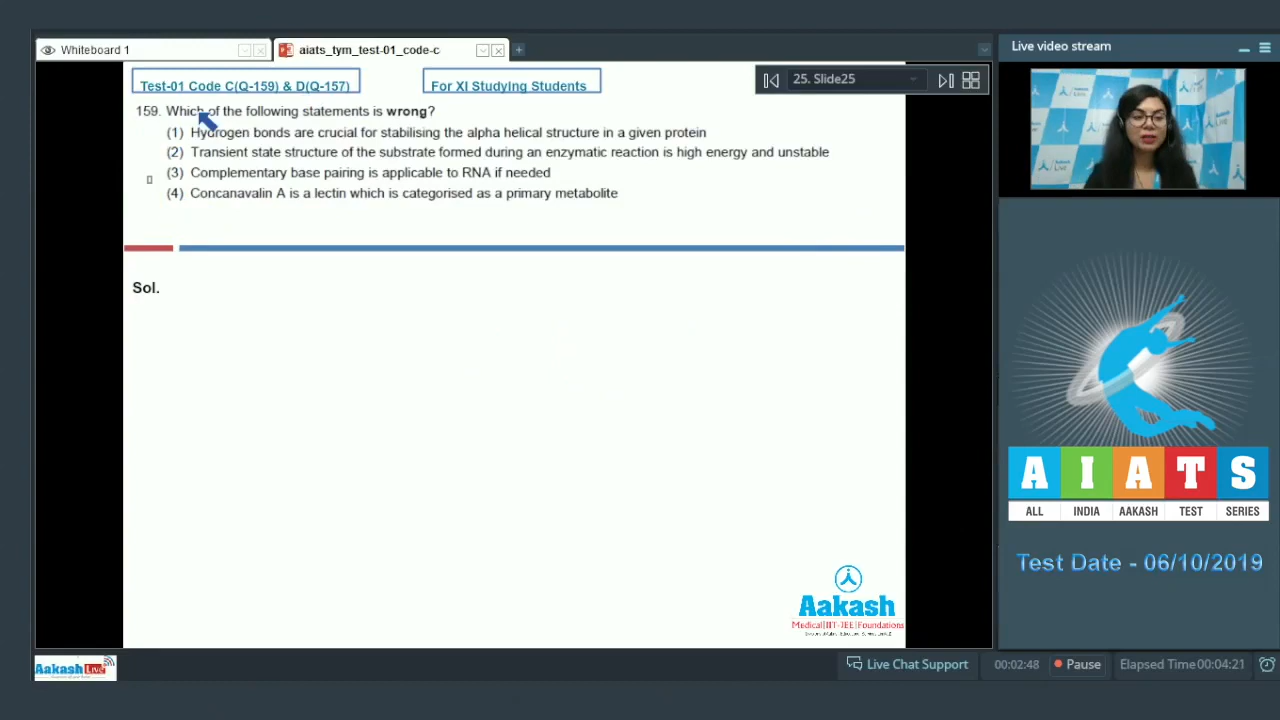 Whiteboard 1
aiats_tym_test-01_code-c
Live video stream
Test-01 Code C(Q-159) & D(Q-157)
For XI Studying Students
25. Slide25
159. Which of the following statements is wrong?
(1) Hydrogen bonds are crucial for stabilising the alpha helical structure in a given protein
(2) Transient state structure of the substrate formed during an enzymatic reaction is high energy and unstable
(3) Complementary base pairing is applicable to RNA if needed
(4) Concanavalin A is a lectin which is categorised as a primary metabolite
Sol.
A I A T S
ALL INDIA AAKASH TEST SERIES
Test Date - 06/10/2019
Aakash
Medical|IIT-JEE|Foundations
Aakash Live
Live Chat Support
00:02:48
Pause
Elapsed Time 00:04:21